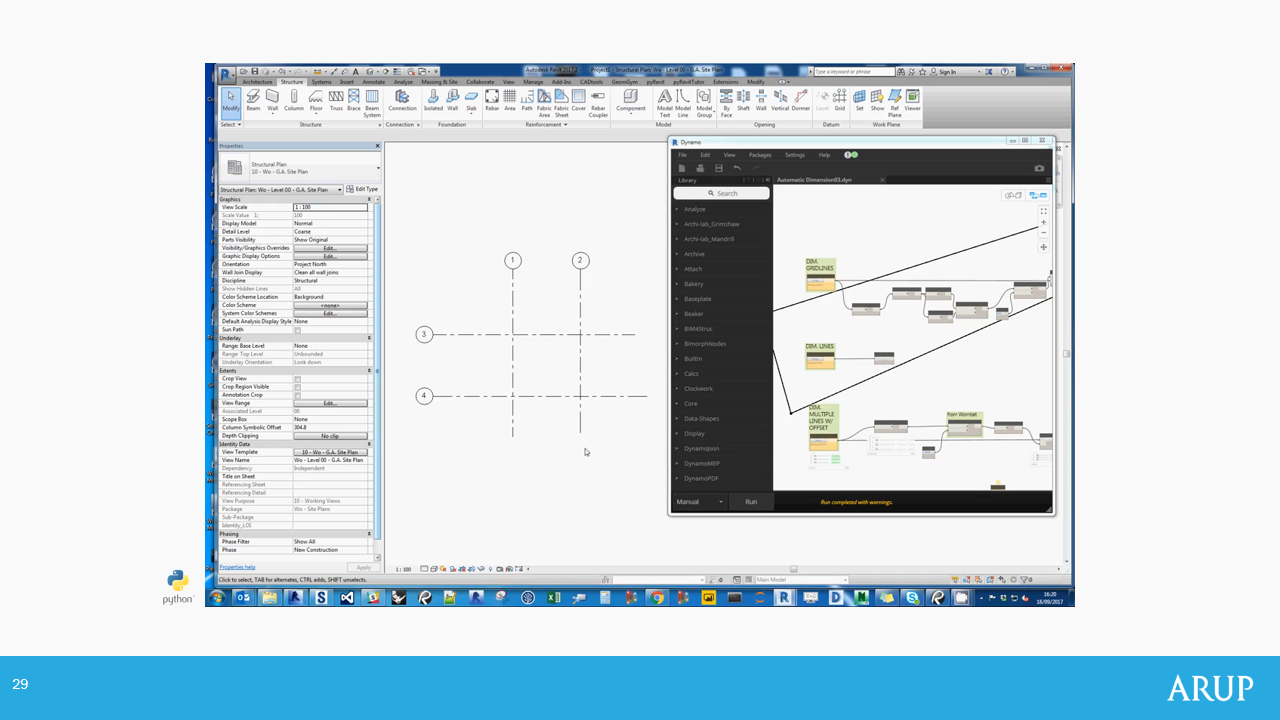 Autodesk Revit 2017.2 - Project1 - Structural Plan: Wo - Level 00 - G.A. Site Plan
Type a keyword or phrase
Sign In
Architecture Structure Systems Insert Annotate Analyze Massing & Site Collaborate View Manage Add-Ins CADtools GeomGym pyRevit pyRevitTutor Extensions Modify
Modify Beam Wall Column Floor Truss Brace Beam System Connection Isolated Wall Slab Rebar Area Path Fabric Area Fabric Sheet Cover Rebar Coupler Component Model Text Model Line Model Group By Face Shaft Wall Vertical Dormer Level Grid Set Show Ref Plane Viewer
Select Structure Connection Foundation Reinforcement Model Opening Datum Work Plane
Properties
Structural Plan
10 - Wo - G.A. Site Plan
Structural Plan: Wo - Level 00 - G.A. Site Plan Edit Type
Graphics
View Scale 1 : 100
Scale Value 1: 100
Display Model Normal
Detail Level Coarse
Parts Visibility Show Original
Visibility/Graphics Overrides Edit...
Graphic Display Options Edit...
Orientation Project North
Wall Join Display Clean all wall joins
Discipline Structural
Show Hidden Lines All
Color Scheme Location Background
Color Scheme <none>
System Color Schemes Edit...
Default Analysis Display Style None
Sun Path
Underlay
Range: Base Level None
Range: Top Level Unbounded
Underlay Orientation Look down
Extents
Crop View
Crop Region Visible
Annotation Crop
View Range Edit...
Associated Level 00
Scope Box None
Column Symbolic Offset 304.8
Depth Clipping No clip
Identity Data
View Template 10 - Wo - G.A. Site Plan
View Name Wo - Level 00 - G.A. Site Plan
Dependency Independent
Title on Sheet
Referencing Sheet
Referencing Detail
View Purpose 10 - Working Views
Package Wo - Site Plans
Sub-Package
Identity_LOI
Phasing
Phase Filter Show All
Phase New Construction
Properties help Apply
1
2
3
4
Dynamo
File Edit View Packages Settings Help
Library
Automatic Dimension03.dyn
Search
Analyze
Archi-lab_Grimshaw
Archi-lab_Mandrill
Archive
Attach
Bakery
Baseplate
Beaker
BIM4Struc
BimorphNodes
BuiltIn
Calcs
Clockwork
Core
Data-Shapes
Display
DynamoJson
DynamoMEP
DynamoPDF
DIM.
GRIDLINES
DIM. LINES
DIM.
MULTIPLE
LINES W/
OFFSET
from Wombat
Manual Run
Run completed with warnings.
1 : 100
Click to select, TAB for alternates, CTRL adds, SHIFT unselects.
Main Model
16:20
18/09/2017
python
29
ARUP